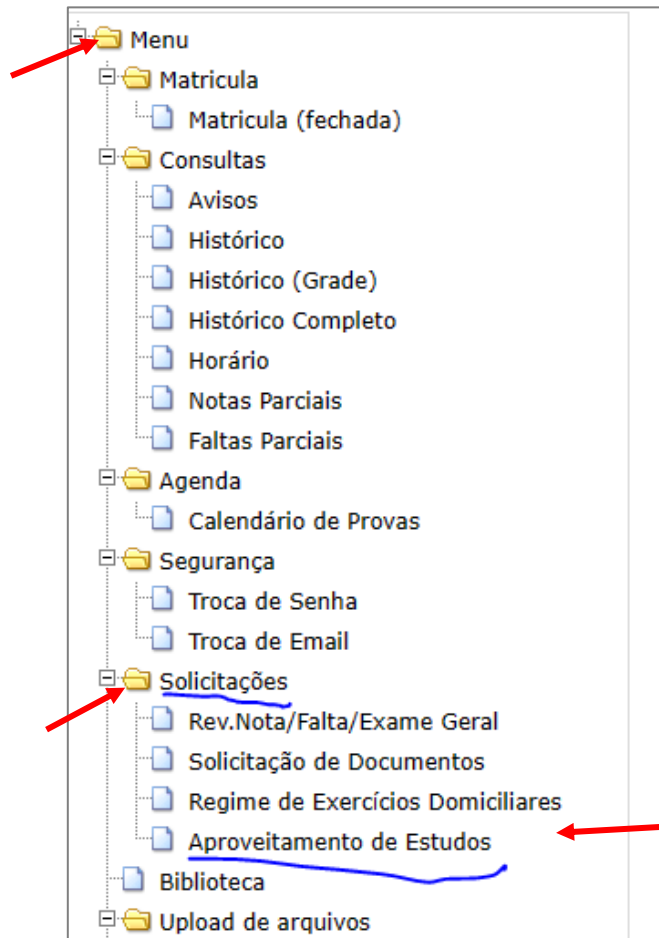 Menu
Matricula
Matricula (fechada)
Consultas
Avisos
Histórico
Histórico (Grade)
Histórico Completo
Horário
Notas Parciais
Faltas Parciais
Agenda
Calendário de Provas
Segurança
Troca de Senha
Troca de Email
Solicitações
Rev.Nota/Falta/Exame Geral
Solicitação de Documentos
Regime de Exercícios Domiciliares
Aproveitamento de Estudos
Biblioteca
Upload de arquivos